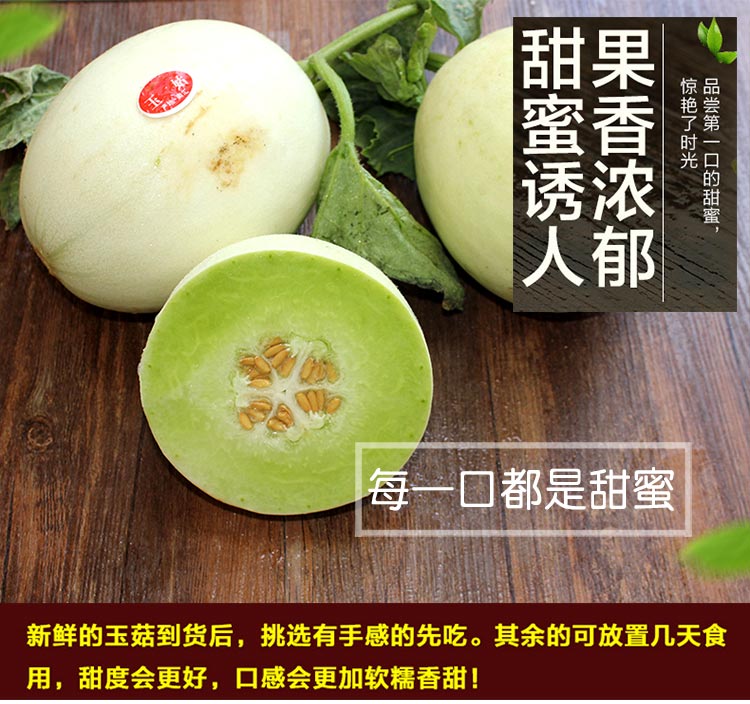 果香浓郁
甜蜜诱人
品尝第一口的甜蜜，
惊艳了时光
玉菇
每一口都是甜蜜
新鲜的玉菇到货后，挑选有手感的先吃。其余的可放置几天食
用，甜度会更好，口感会更加软糯香甜！